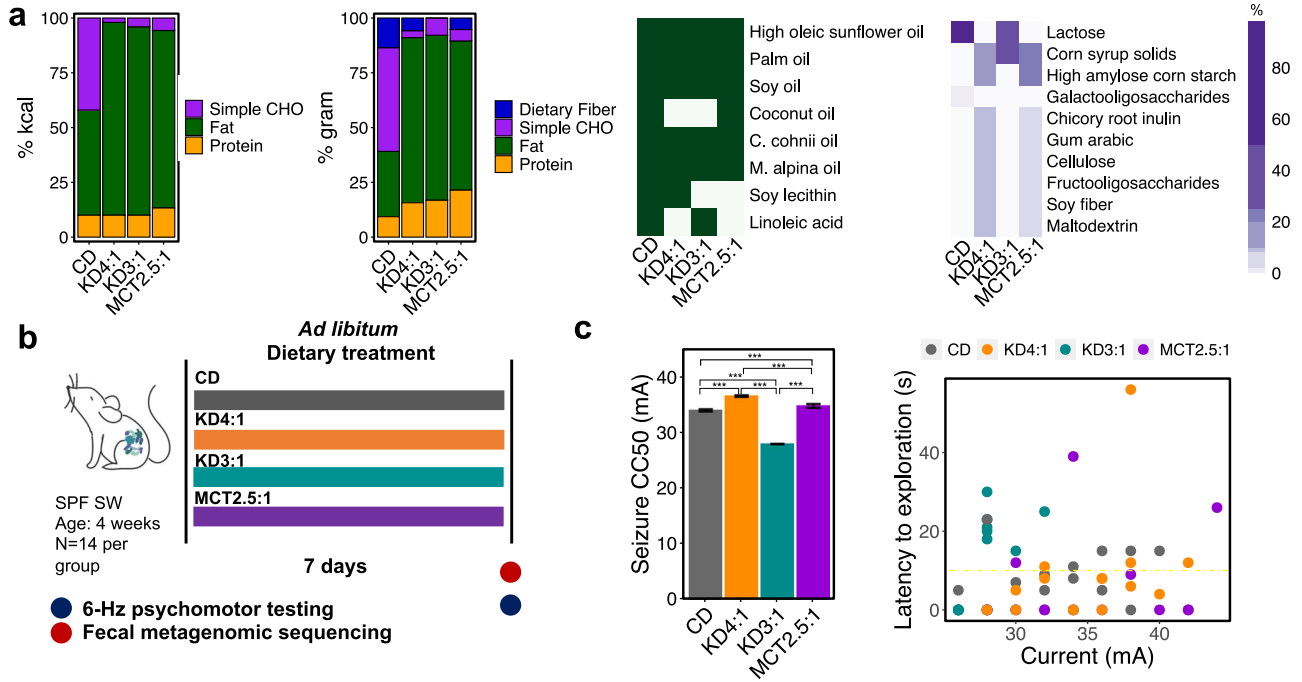 a
% kcal
100
75
50
25
0
CD
KD4:1
KD3:1
MCT2.5:1
Simple CHO
Fat
Protein
% gram
100
75
50
25
0
CD
KD4:1
KD3:1
MCT2.5:1
Dietary Fiber
Simple CHO
Fat
Protein
High oleic sunflower oil
Palm oil
Soy oil
Coconut oil
C. cohnii oil
M. alpina oil
Soy lecithin
Linoleic acid
CD
KD4:1
KD3:1
MCT2.5:1
Lactose
Corn syrup solids
High amylose corn starch
Galactooligosaccharides
Chicory root inulin
Gum arabic
Cellulose
Fructooligosaccharides
Soy fiber
Maltodextrin
CD
KD4:1
KD3:1
MCT2.5:1
%
80
60
40
20
0
b
Ad libitum
Dietary treatment
CD
KD4:1
KD3:1
MCT2.5:1
SPF SW
Age: 4 weeks
N=14 per
group
7 days
6-Hz psychomotor testing
Fecal metagenomic sequencing
c
Seizure CC50 (mA)
40
30
20
10
0
***
***
***
***
***
***
CD
KD4:1
KD3:1
MCT2.5:1
CD KD4:1 KD3:1 MCT2.5:1
Latency to exploration (s)
40
20
0
30 35 40
Current (mA)